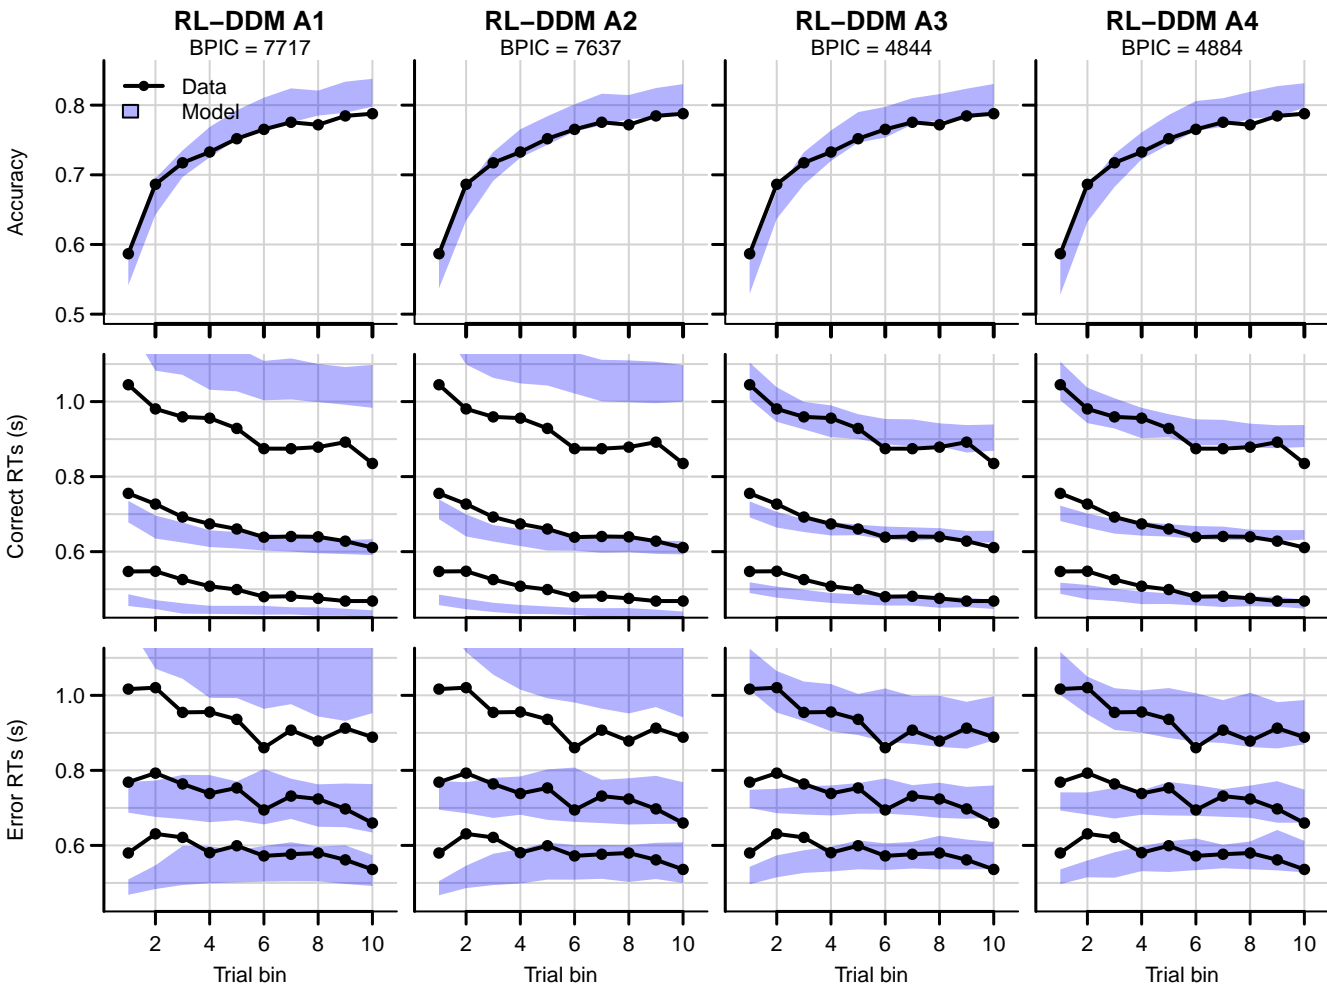 RL−DDM A1 RL−DDM A2 RL−DDM A3 RL−DDM A4
BPIC = 7717 BPIC = 7637 BPIC = 4844 BPIC = 4884
Data
Model
Accuracy
0.8
0.7
0.6
0.5
Correct RTs (s)
1.0
0.8
0.6
Error RTs (s)
1.0
0.8
0.6
2 4 6 8 10 2 4 6 8 10 2 4 6 8 10 2 4 6 8 10
Trial bin Trial bin Trial bin Trial bin